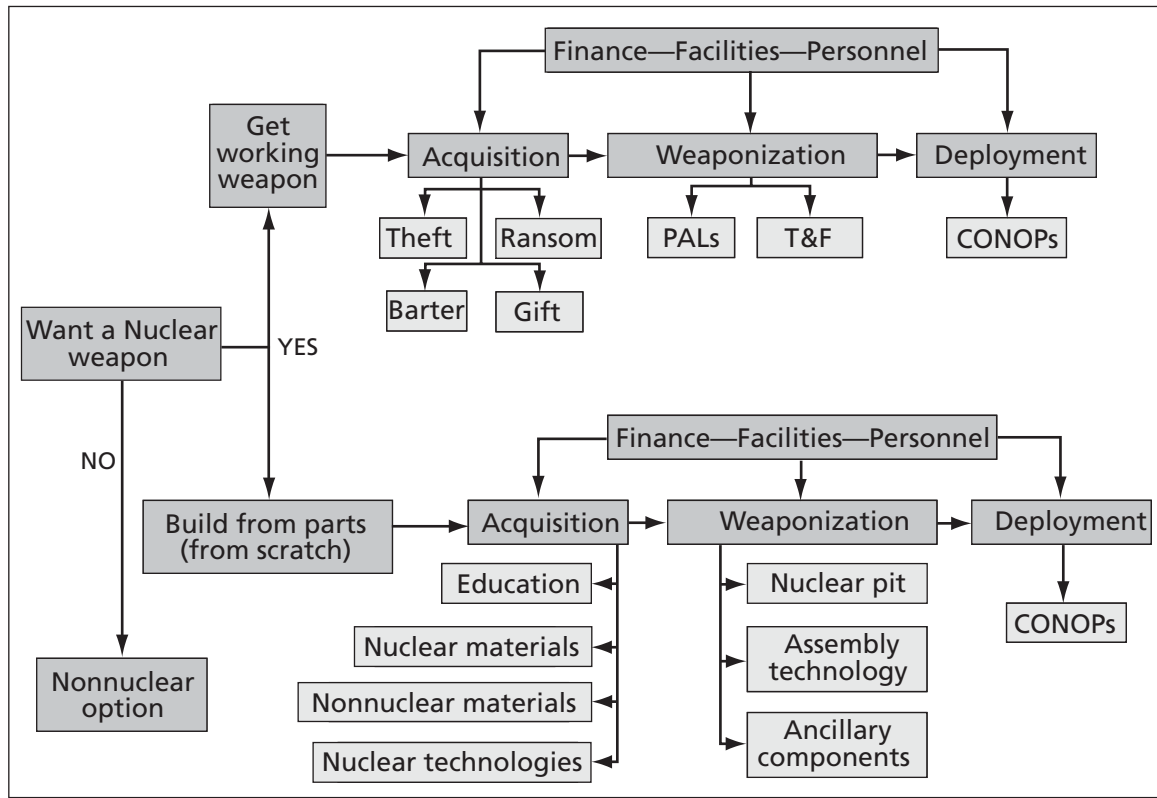 Finance—Facilities—Personnel
Get
working
weapon
Acquisition
Weaponization
Deployment
Theft
Ransom
PALs
T&F
CONOPs
Barter
Gift
Want a Nuclear
weapon
YES
NO
Finance—Facilities—Personnel
Build from parts
(from scratch)
Acquisition
Weaponization
Deployment
Education
Nuclear pit
CONOPs
Nuclear materials
Assembly
technology
Nonnuclear
option
Nonnuclear materials
Ancillary
components
Nuclear technologies